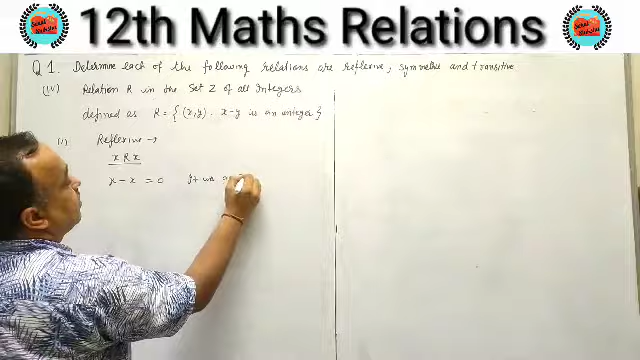 12th Maths Relations
Q1. Determine each of the following relations are reflexive, symmetric and transitive
(iv) Relation R in the Set Z of all Integers
defined as R = {(x,y). x-y is an integer}
(i) Reflexive →
x R x
x - x = 0 It is